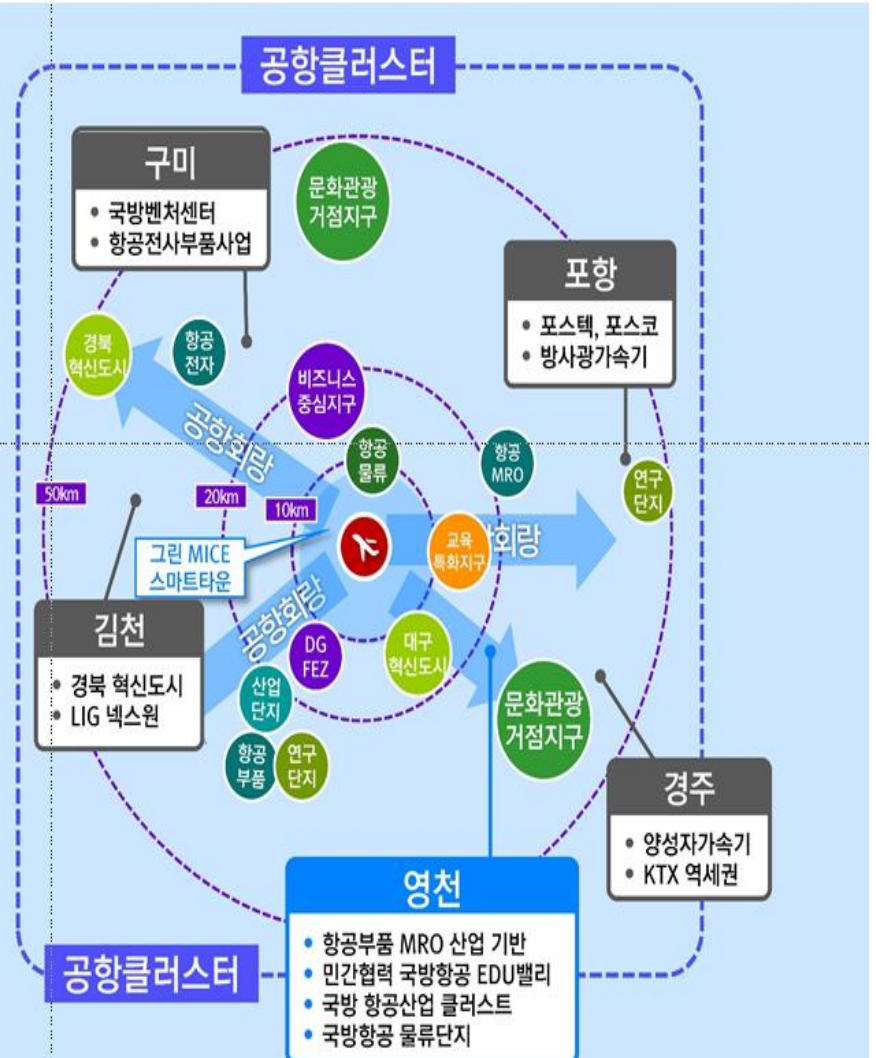 공항클러스터
구미
• 국방벤처센터
• 항공전사부품사업
문화관광
거점지구
포항
• 포스텍, 포스코
• 방사광가속기
경북
혁신도시
항공
전자
비즈니스
중심지구
공항회랑
항공
물류
항공
MRO
연구
단지
50km
20km
10km
그린 MICE
스마트타운
교육
특화지구
회랑
김천
• 경북 혁신도시
• LIG 넥스원
공항회랑
DG
FEZ
대구
혁신도시
산업
단지
문화관광
거점지구
항공
부품
연구
단지
경주
• 양성자가속기
• KTX 역세권
영천
• 항공부품 MRO 산업 기반
• 민간협력 국방항공 EDU밸리
• 국방 항공산업 클러스트
• 국방항공 물류단지
공항클러스터